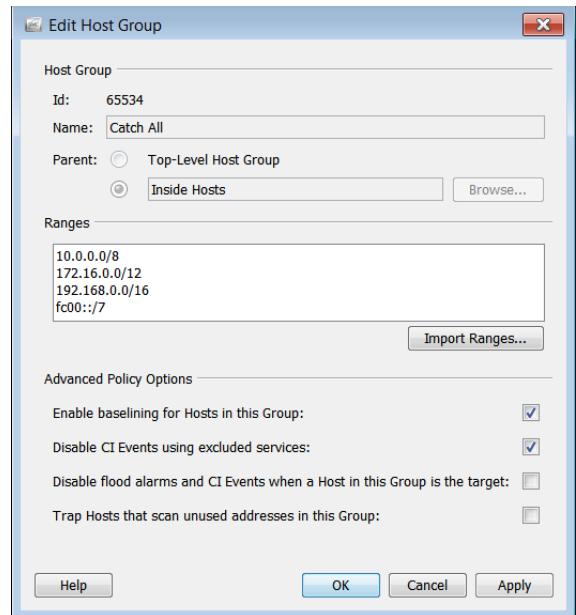 Edit Host Group
Host Group
Id: 65534
Name: Catch All
Parent: Top-Level Host Group
Inside Hosts Browse...
Ranges
10.0.0.0/8
172.16.0.0/12
192.168.0.0/16
fc00::/7
Import Ranges...
Advanced Policy Options
Enable baselining for Hosts in this Group:
Disable CI Events using excluded services:
Disable flood alarms and CI Events when a Host in this Group is the target:
Trap Hosts that scan unused addresses in this Group:
Help OK Cancel Apply